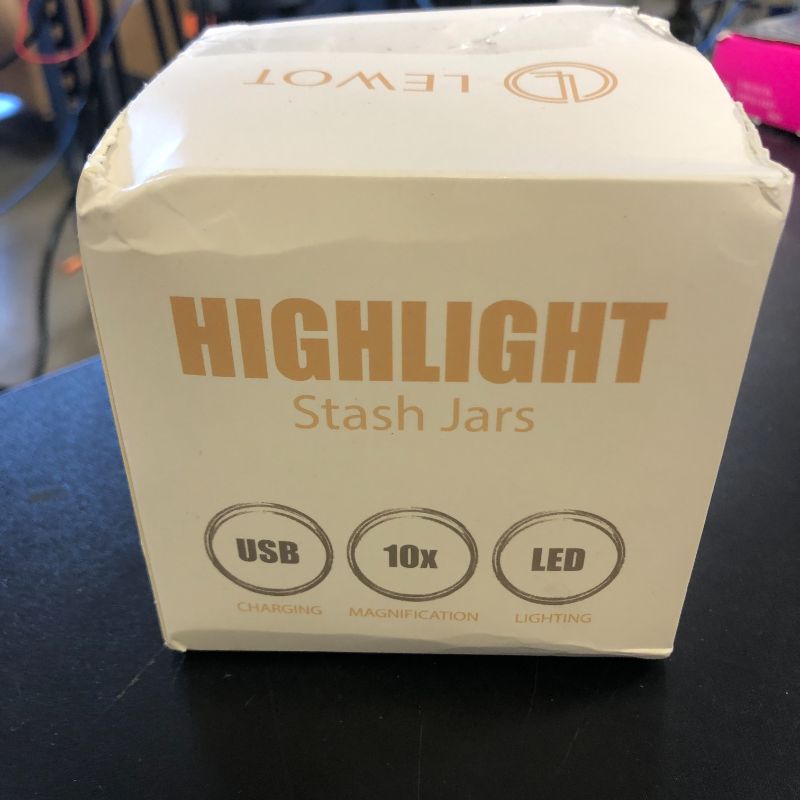 LEWOT
HIGHLIGHT
Stash Jars
USB 10x LED
CHARGING MAGNIFICATION LIGHTING